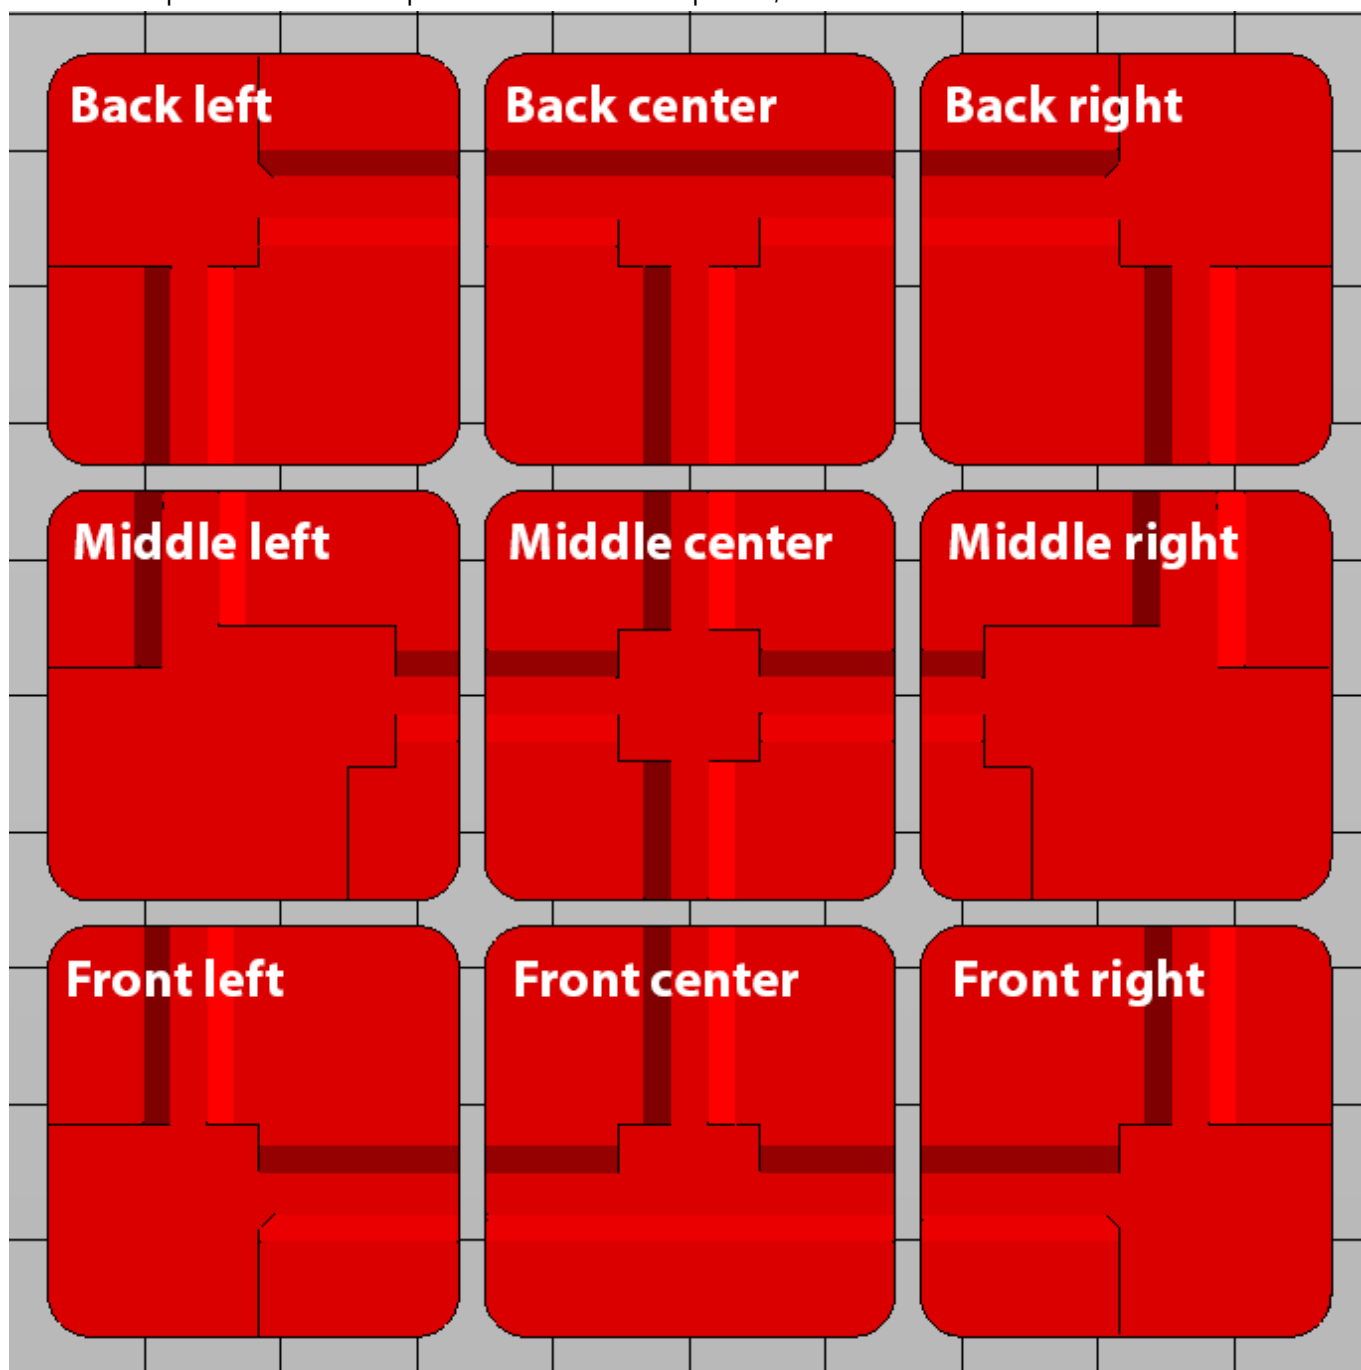 Back left
Back center
Back right
Middle left
Middle center
Middle right
Front left
Front center
Front right